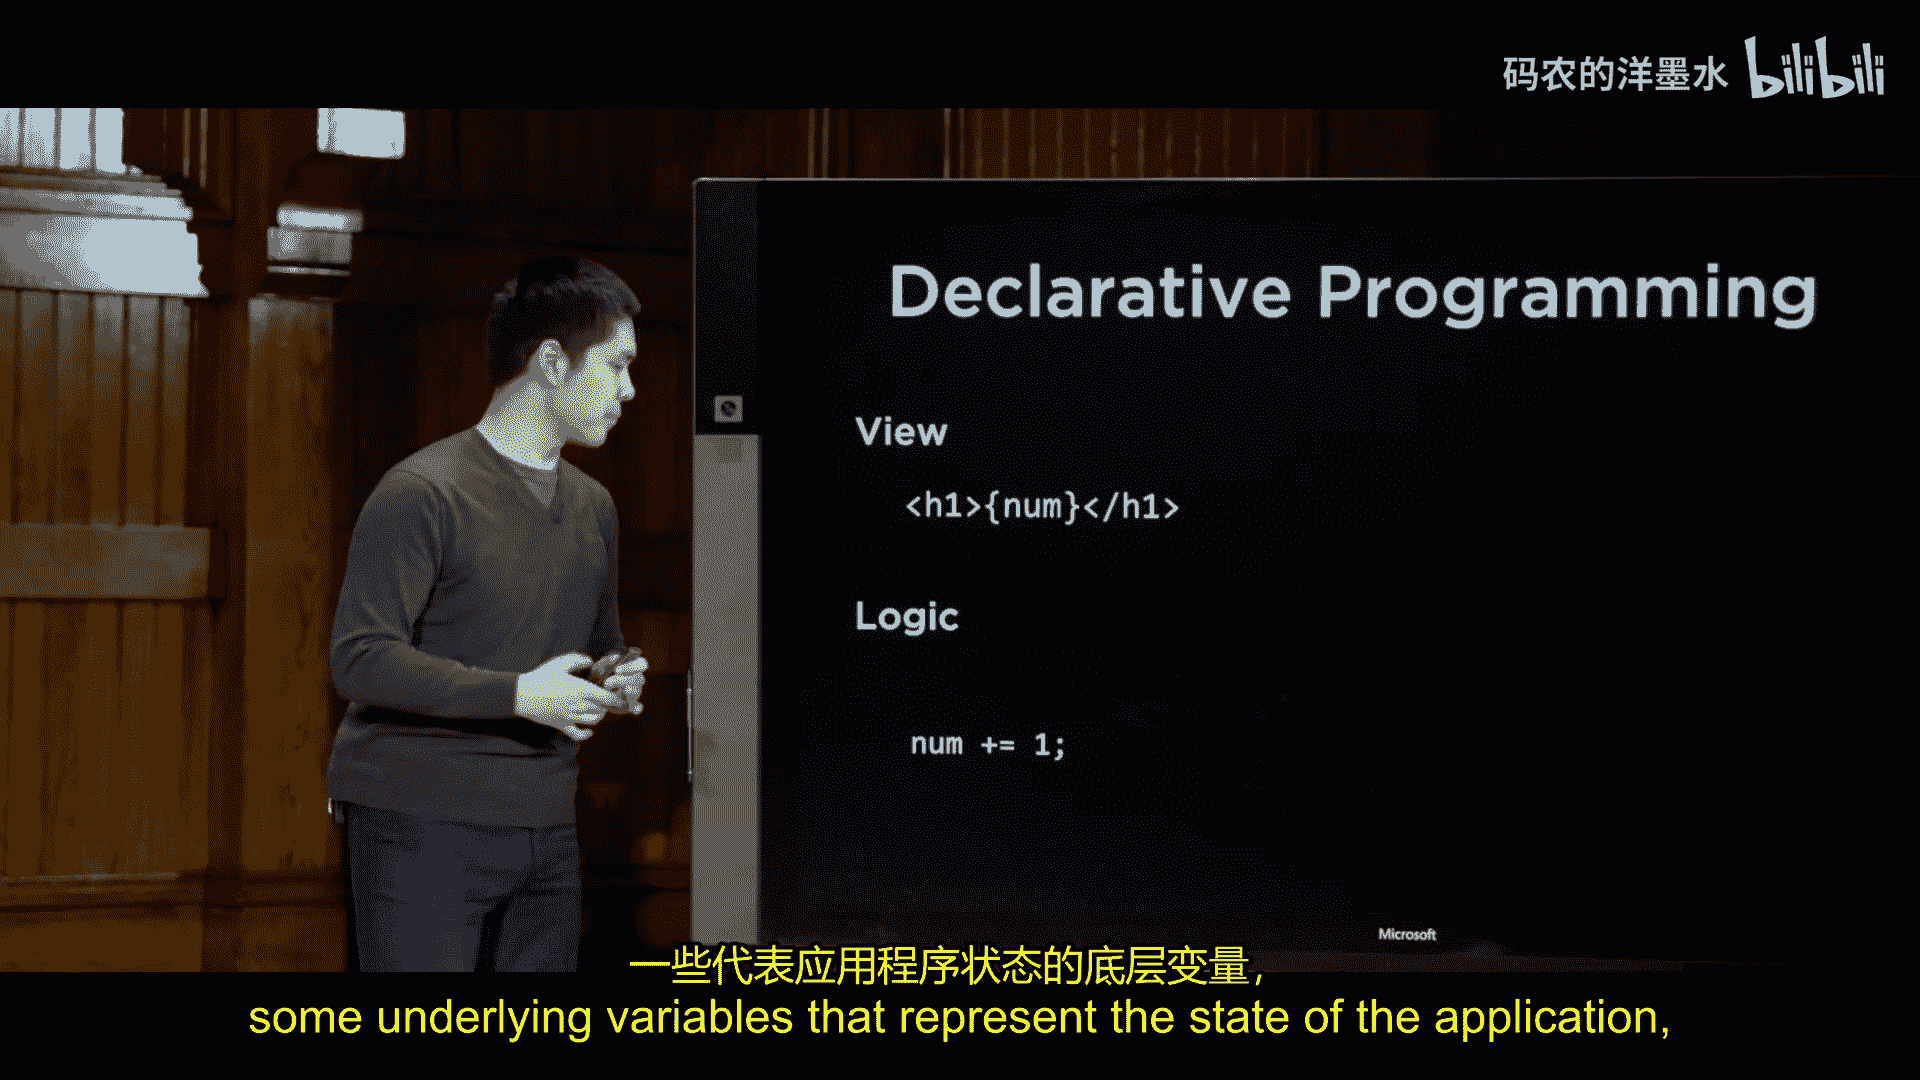 码农的洋墨水 bilibili
Declarative Programming
View
<h1>{num}</h1>
Logic
num += 1;
Microsoft
一些代表应用程序状态的底层变量，
some underlying variables that represent the state of the application,